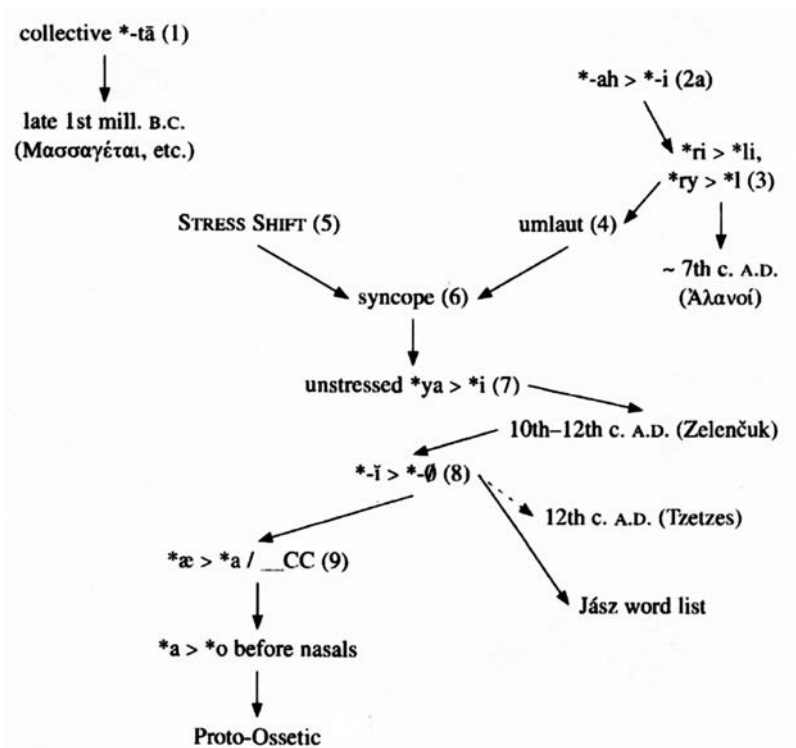 collective *-tā (1)
*-ah > *-i (2a)
late 1st mill. B.C.
(Μασσαγέται, etc.)
*ri > *li,
*ry > *l (3)
STRESS SHIFT (5)
umlaut (4)
~ 7th c. A.D.
(Ἀλανοί)
syncope (6)
unstressed *ya > *i (7)
10th–12th c. A.D. (Zelenčuk)
*-ĭ > *-Ø (8)
12th c. A.D. (Tzetzes)
*æ > *a / __CC (9)
Jász word list
*a > *o before nasals
Proto-Ossetic